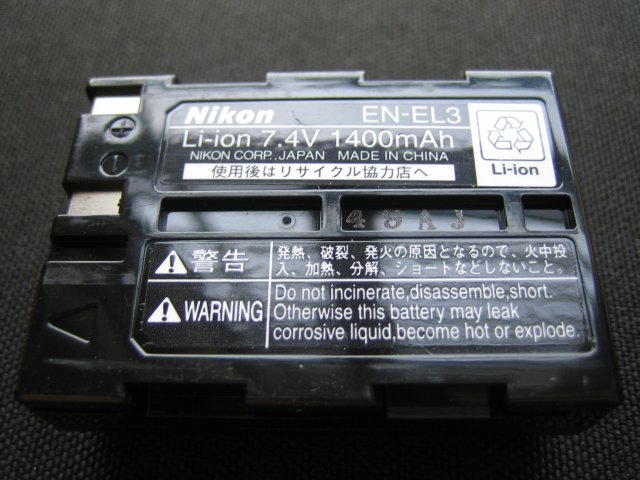 Nikon EN-EL3
Li-ion 7.4V 1400mAh
NIKON CORP.,JAPAN MADE IN CHINA
使用後はリサイクル協力店へ
Li-ion
48AJ
警告
発熱、破裂、発火の原因となるので、火中投
入、加熱、分解、ショートなどしないこと。
WARNING
Do not incinerate,disassemble,short.
Otherwise this battery may leak
corrosive liquid,become hot or explode.